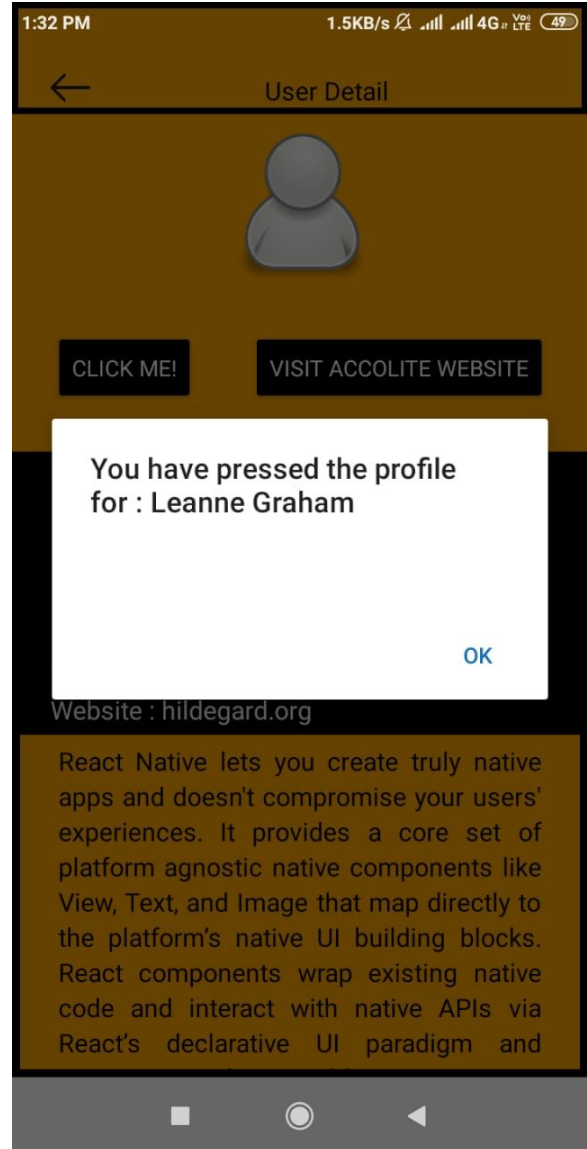 1:32 PM 1.5KB/s 4G Vo) LTE 49
User Detail
CLICK ME! VISIT ACCOLITE WEBSITE
You have pressed the profile
for : Leanne Graham
OK
Website : hildegard.org
React Native lets you create truly native
apps and doesn't compromise your users'
experiences. It provides a core set of
platform agnostic native components like
View, Text, and Image that map directly to
the platform’s native UI building blocks.
React components wrap existing native
code and interact with native APIs via
React’s declarative UI paradigm and